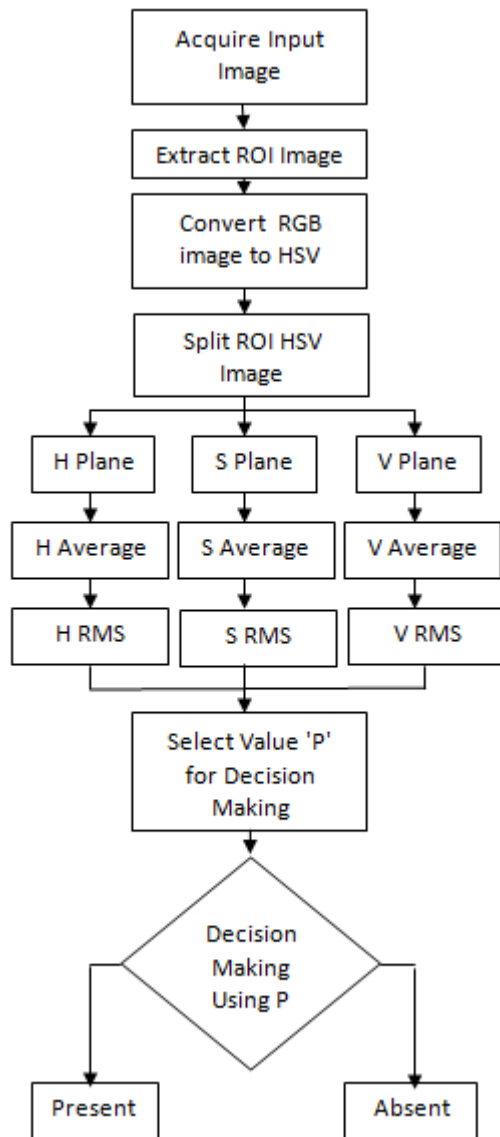 Acquire Input
Image
Extract ROI Image
Convert RGB
image to HSV
Split ROI HSV
Image
H Plane
S Plane
V Plane
H Average
S Average
V Average
H RMS
S RMS
V RMS
Select Value 'P'
for Decision
Making
Decision
Making
Using P
Present
Absent